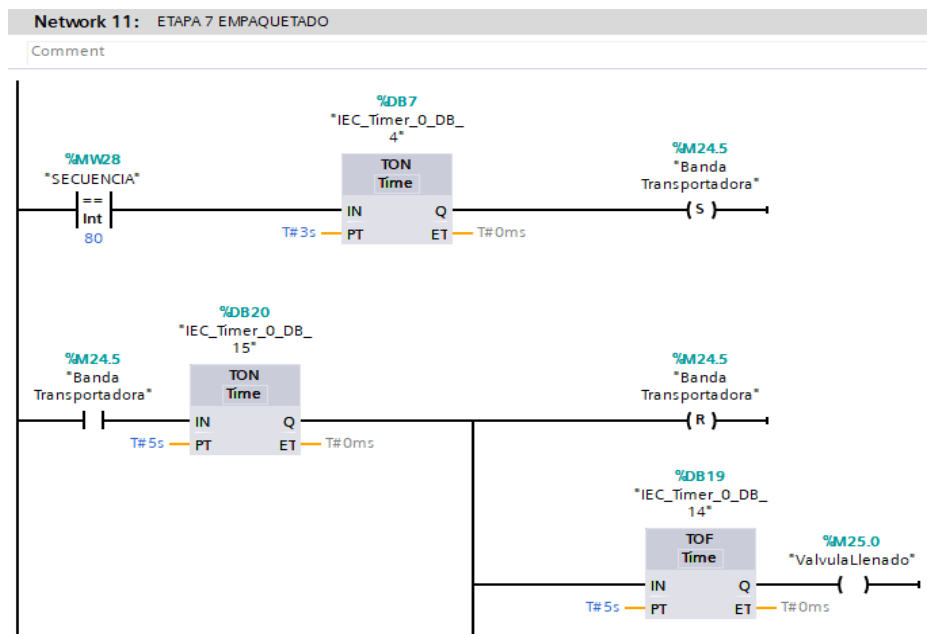 Network 11: ETAPA 7 EMPAQUETADO
Comment
%DB7
"IEC_Timer_0_DB_
4"
%MW28
"SECUENCIA"
==
Int
80
TON
Time
IN
Q
T#3s
PT
ET
T#0ms
%M24.5
"Banda
Transportadora"
S
%DB20
"IEC_Timer_0_DB_
15"
%M24.5
"Banda
Transportadora"
TON
Time
IN
Q
T#5s
PT
ET
T#0ms
%M24.5
"Banda
Transportadora"
R
%DB19
"IEC_Timer_0_DB_
14"
TOF
Time
IN
Q
T#5s
PT
ET
T#0ms
%M25.0
"ValvulaLlenado"